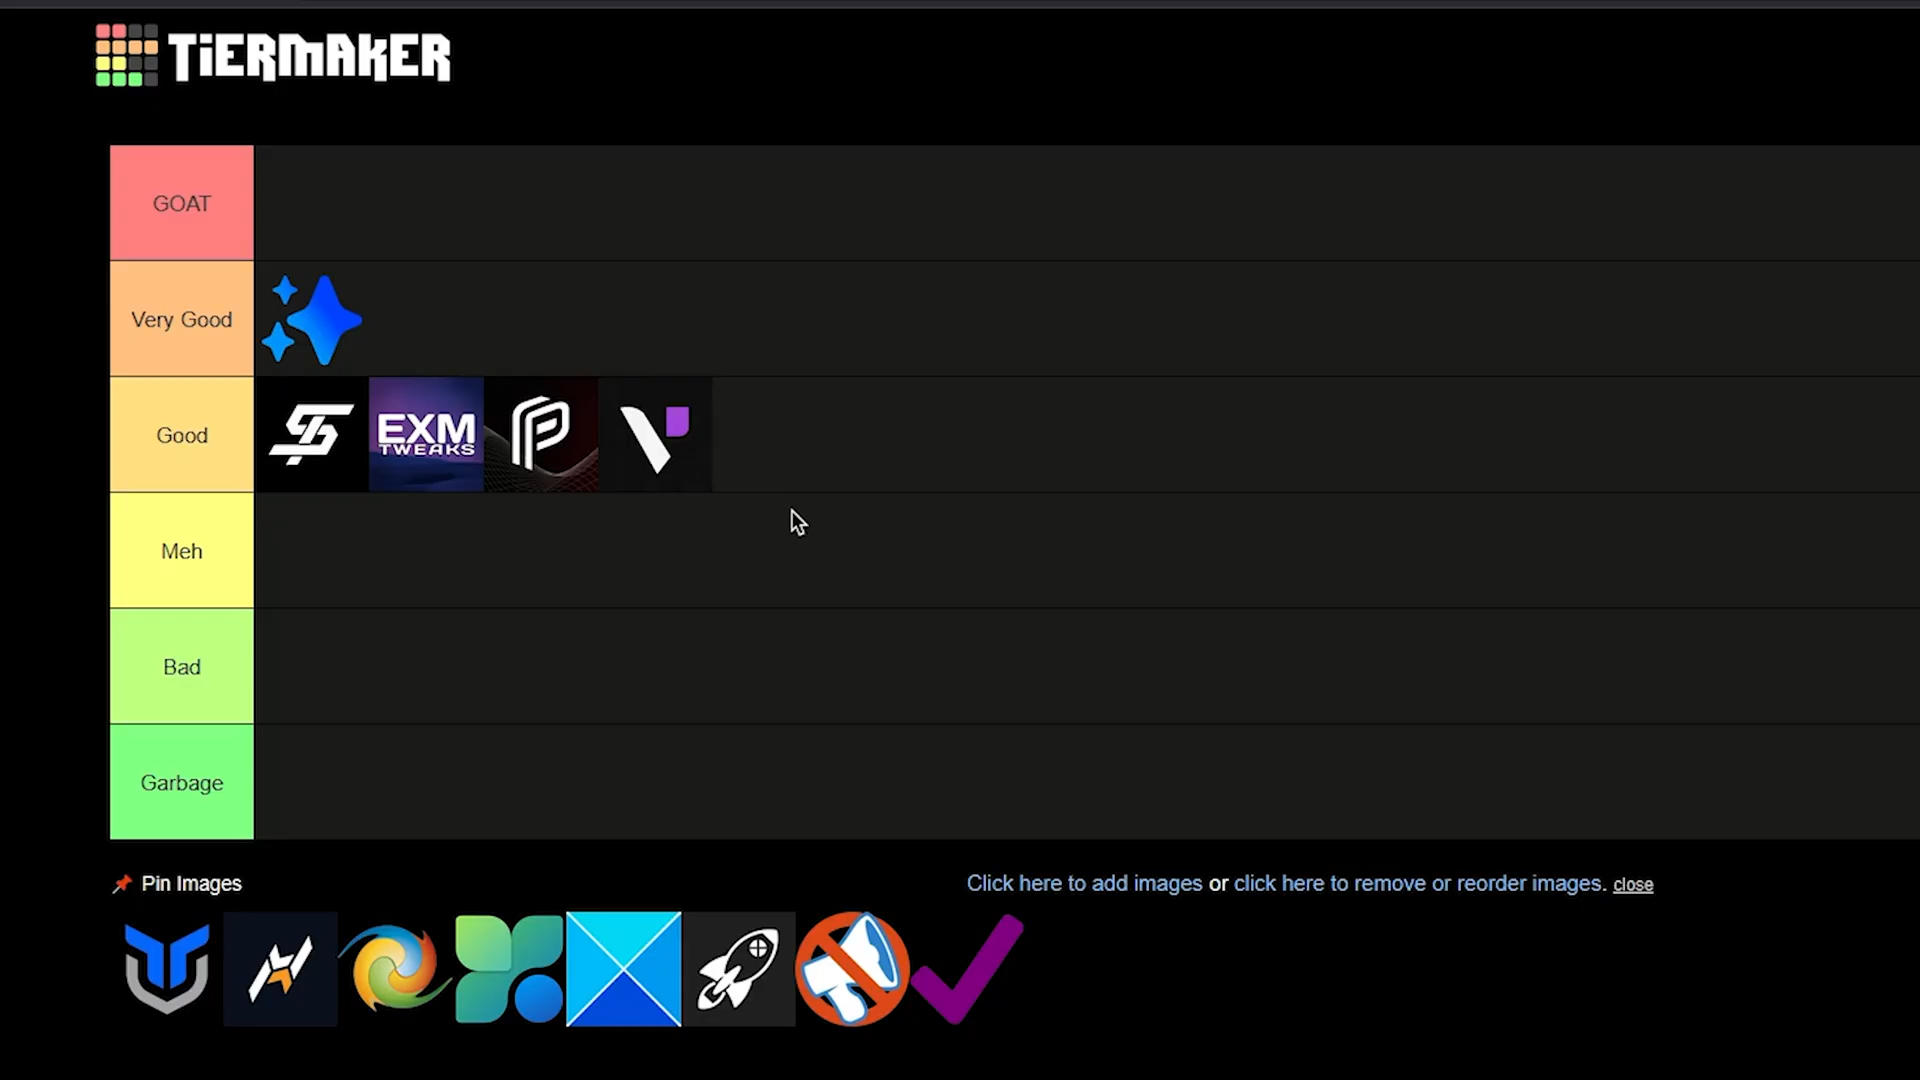 TiERMAKER
GOAT
Very Good
Good
EXM
TWEAKS
Meh
Bad
Garbage
Pin Images
Click here to add images or click here to remove or reorder images. close